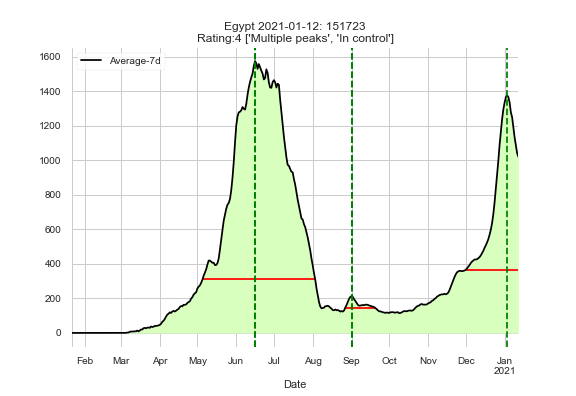 Egypt 2021-01-12: 151723
Rating:4 ['Multiple peaks', 'In control']
Average-7d
1600
1400
1200
1000
800
600
400
200
0
Feb Mar Apr May Jun Jul Aug Sep Oct Nov Dec Jan
2021
Date